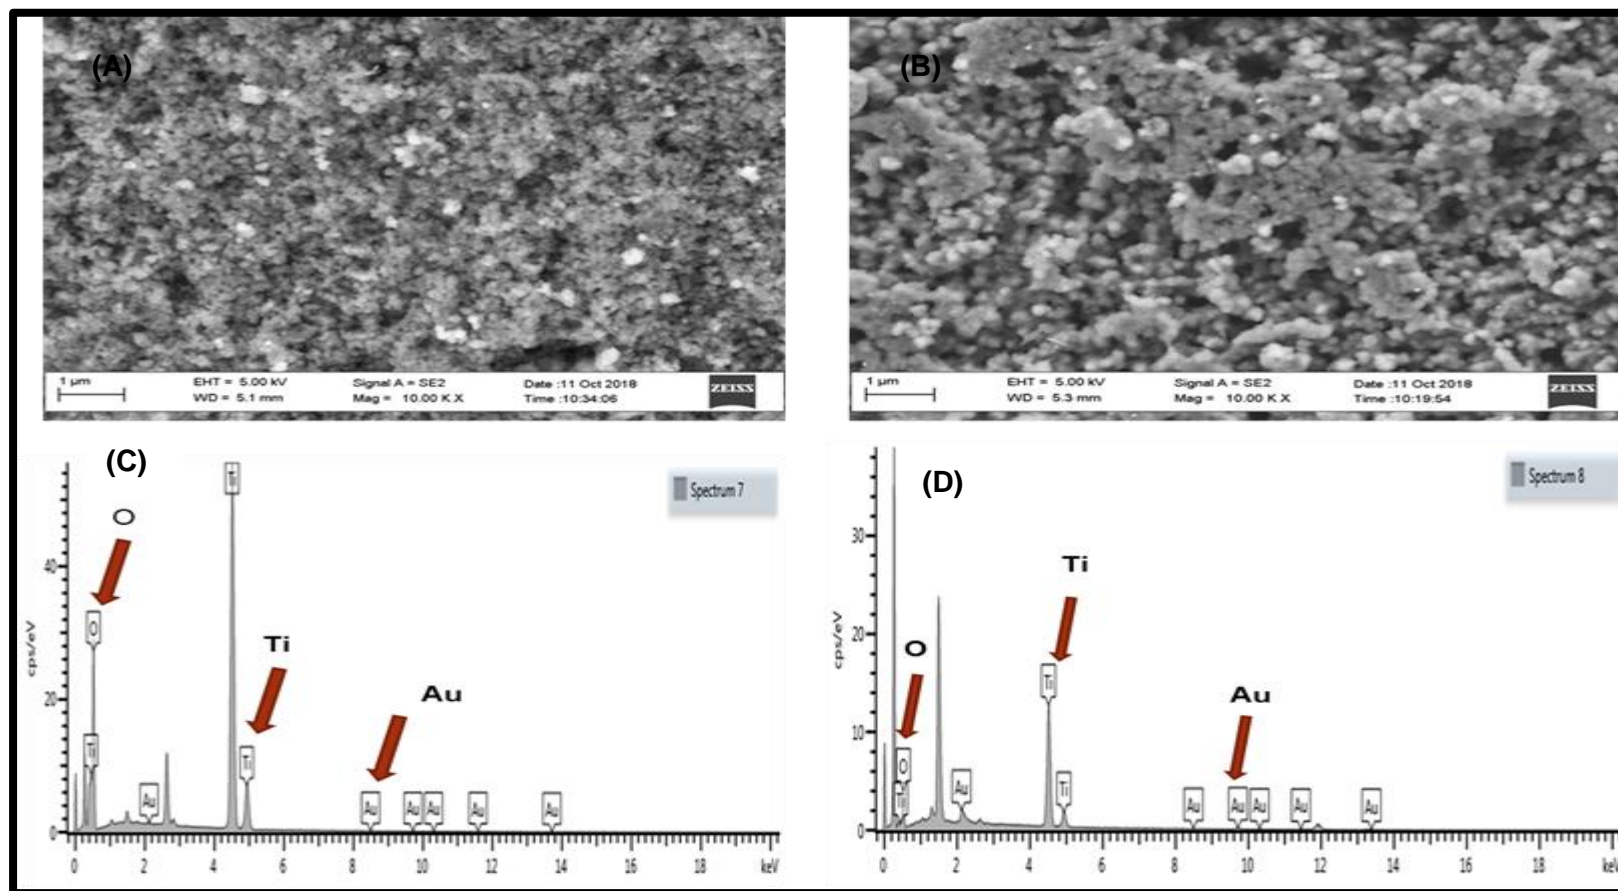 (A)
1 µm
EHT = 5.00 kV
WD = 5.1 mm
Signal A = SE2
Mag = 10.00 K X
Date :11 Oct 2018
Time :10:34:06
ZEISS
(B)
1 µm
EHT = 5.00 kV
WD = 5.3 mm
Signal A = SE2
Mag = 10.00 K X
Date :11 Oct 2018
Time :10:19:54
ZEISS
(C)
Spectrum 7
Ti
O
O
Ti
Ti
Ti
Au
Au
Au
Au
Au
Au
Au
cps/eV
40
20
0
0 2 4 6 8 10 12 14 16 18 keV
(D)
Spectrum 8
Ti
O
Ti
O
Ti
Ti
Au
Au
Au
Au
Au
Au
Au
cps/eV
30
20
10
0
0 2 4 6 8 10 12 14 16 18 keV